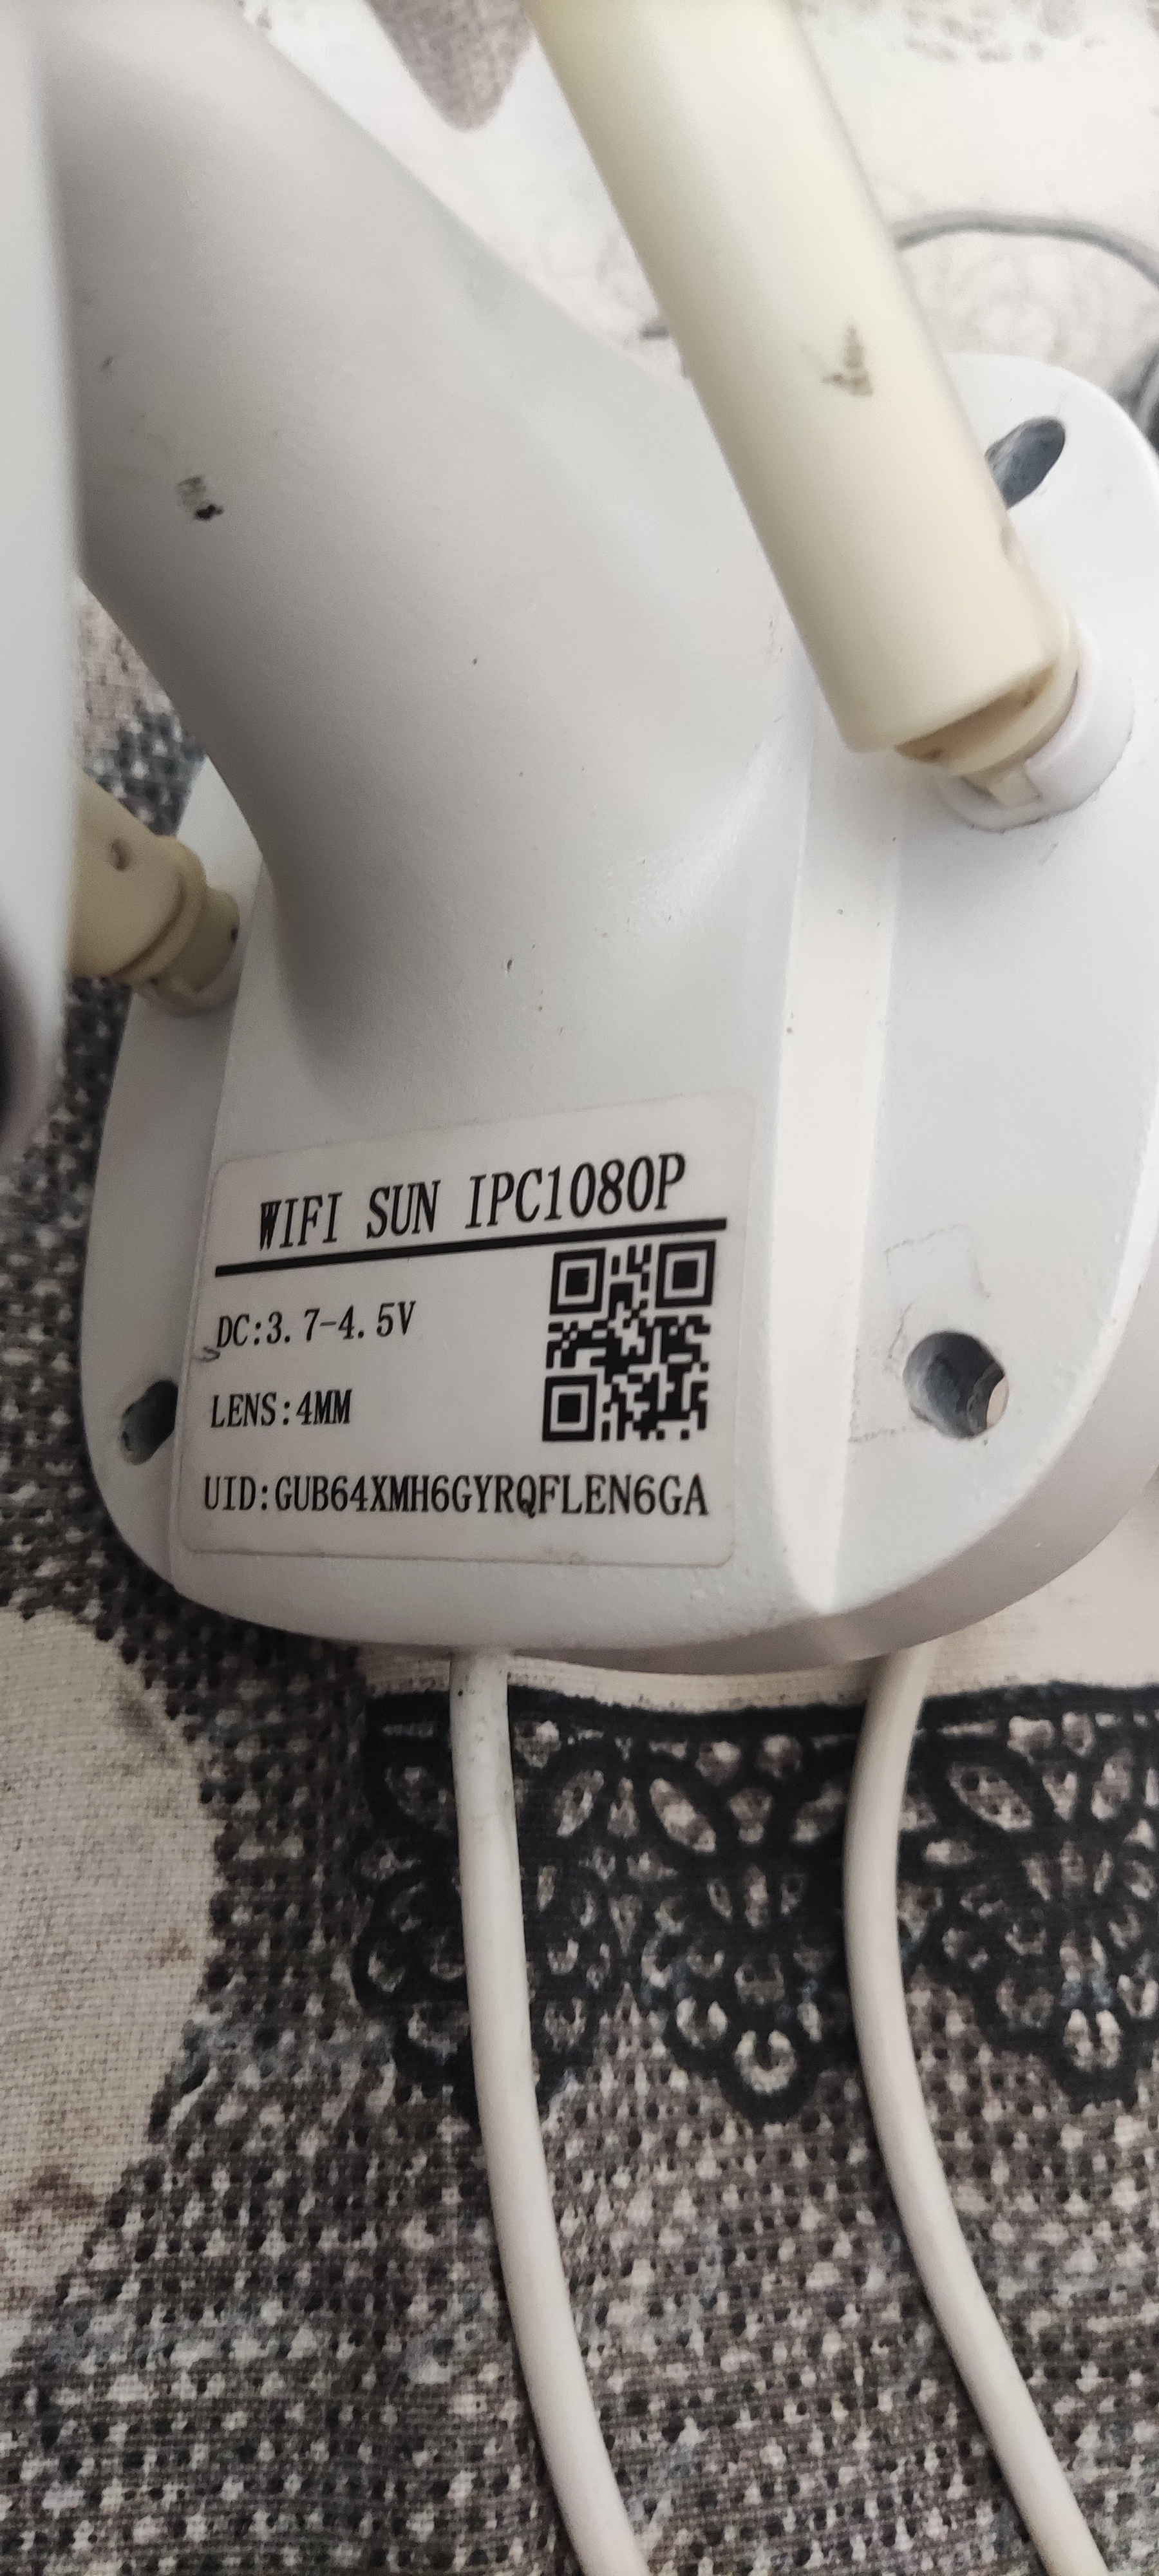 WIFI SUN IPC1080P
DC:3.7-4.5V
LENS:4MM
UID:GUB64XMH6GYRQFLEN6GA